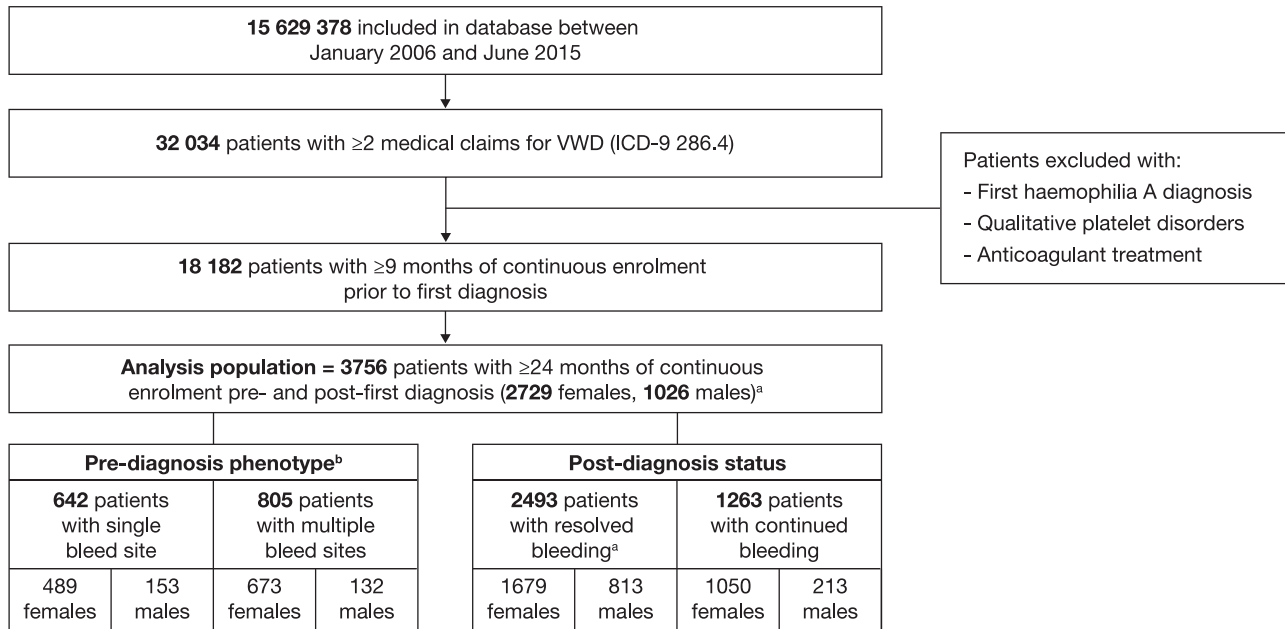 15 629 378 included in database between
January 2006 and June 2015
32 034 patients with ≥2 medical claims for VWD (ICD-9 286.4)
Patients excluded with:
- First haemophilia A diagnosis
- Qualitative platelet disorders
- Anticoagulant treatment
18 182 patients with ≥9 months of continuous enrolment
prior to first diagnosis
Analysis population = 3756 patients with ≥24 months of continuous
enrolment pre- and post-first diagnosis (2729 females, 1026 males)ᵃ
Pre-diagnosis phenotypeᵇ
642 patients
with single
bleed site
805 patients
with multiple
bleed sites
489
females
153
males
673
females
132
males
Post-diagnosis status
2493 patients
with resolved
bleedingᵃ
1263 patients
with continued
bleeding
1679
females
813
males
1050
females
213
males